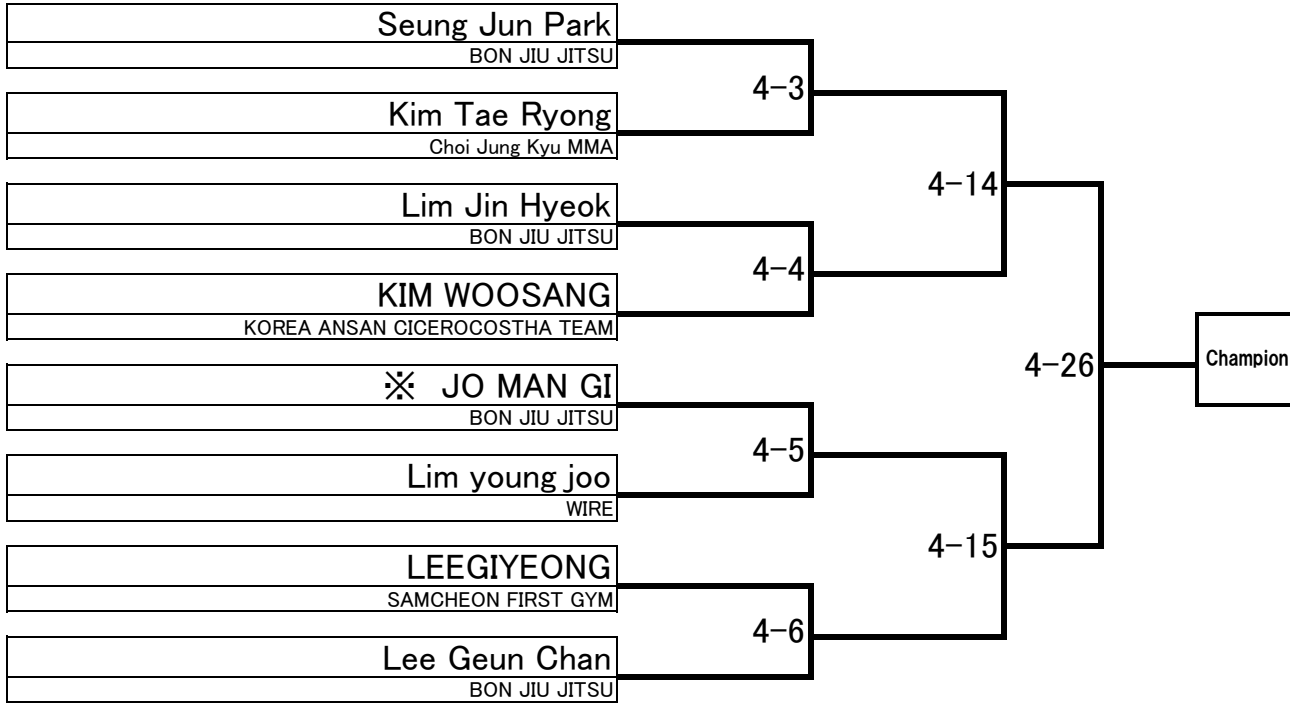 Seung Jun Park
BON JIU JITSU
4-3
Kim Tae Ryong
Choi Jung Kyu MMA
4-14
Lim Jin Hyeok
BON JIU JITSU
4-4
KIM WOOSANG
KOREA ANSAN CICEROCOSTHA TEAM
4-26
Champion
※ JO MAN GI
BON JIU JITSU
4-5
Lim young joo
WIRE
4-15
LEEGIYEONG
SAMCHEON FIRST GYM
4-6
Lee Geun Chan
BON JIU JITSU